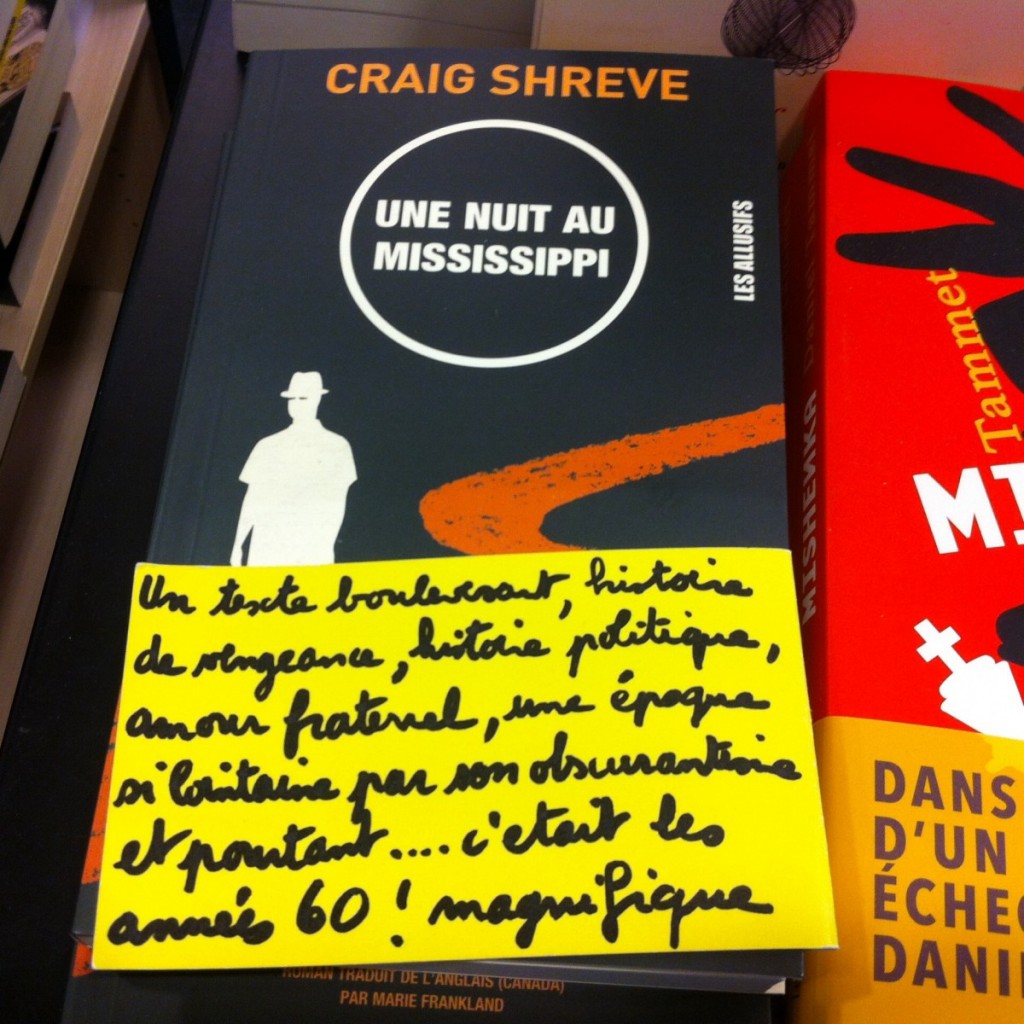 CRAIG SHREVE
UNE NUIT AU
MISSISSIPPI
LES ALLUSIFS
Un texte bouleversant, histoire
de vengeance, histoire politique,
amour fraternel, une époque
si lointaine par son obscurantisme
et pourtant.... c'était les
années 60 ! magnifique
ROMAN TRADUIT DE L'ANGLAIS (CANADA)
PAR MARIE FRANKLAND
MISHENKA
Tammet
MI
DANS
D'UN
ÉCHEC
DANIE